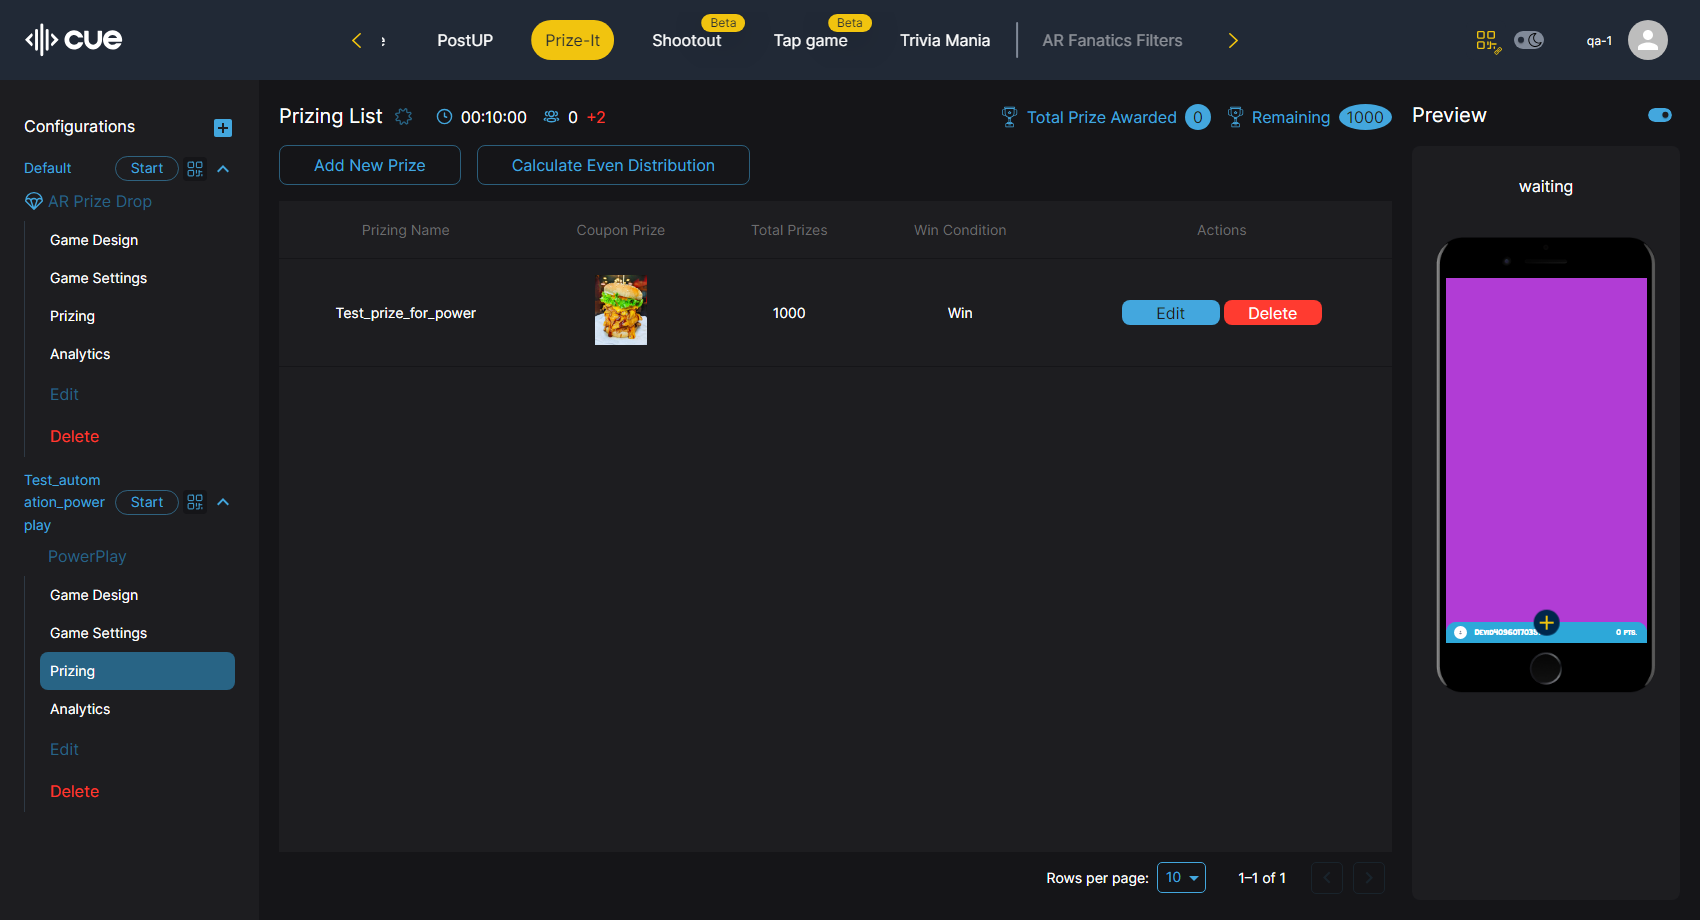 cue
PostUP
Prize-It
Beta
Shootout
Beta
Tap game
Trivia Mania
AR Fanatics Filters
qa-1
Configurations
Default
Start
AR Prize Drop
Game Design
Game Settings
Prizing
Analytics
Edit
Delete
Test_autom
ation_power
play
Start
PowerPlay
Game Design
Game Settings
Prizing
Analytics
Edit
Delete
Prizing List
00:10:00
0 +2
Total Prize Awarded 0
Remaining 1000
Add New Prize
Calculate Even Distribution
Prizing Name Coupon Prize Total Prizes Win Condition Actions
Test_prize_for_power 1000 Win Edit Delete
Rows per page: 10 1–1 of 1
Preview
waiting
0 PTS.